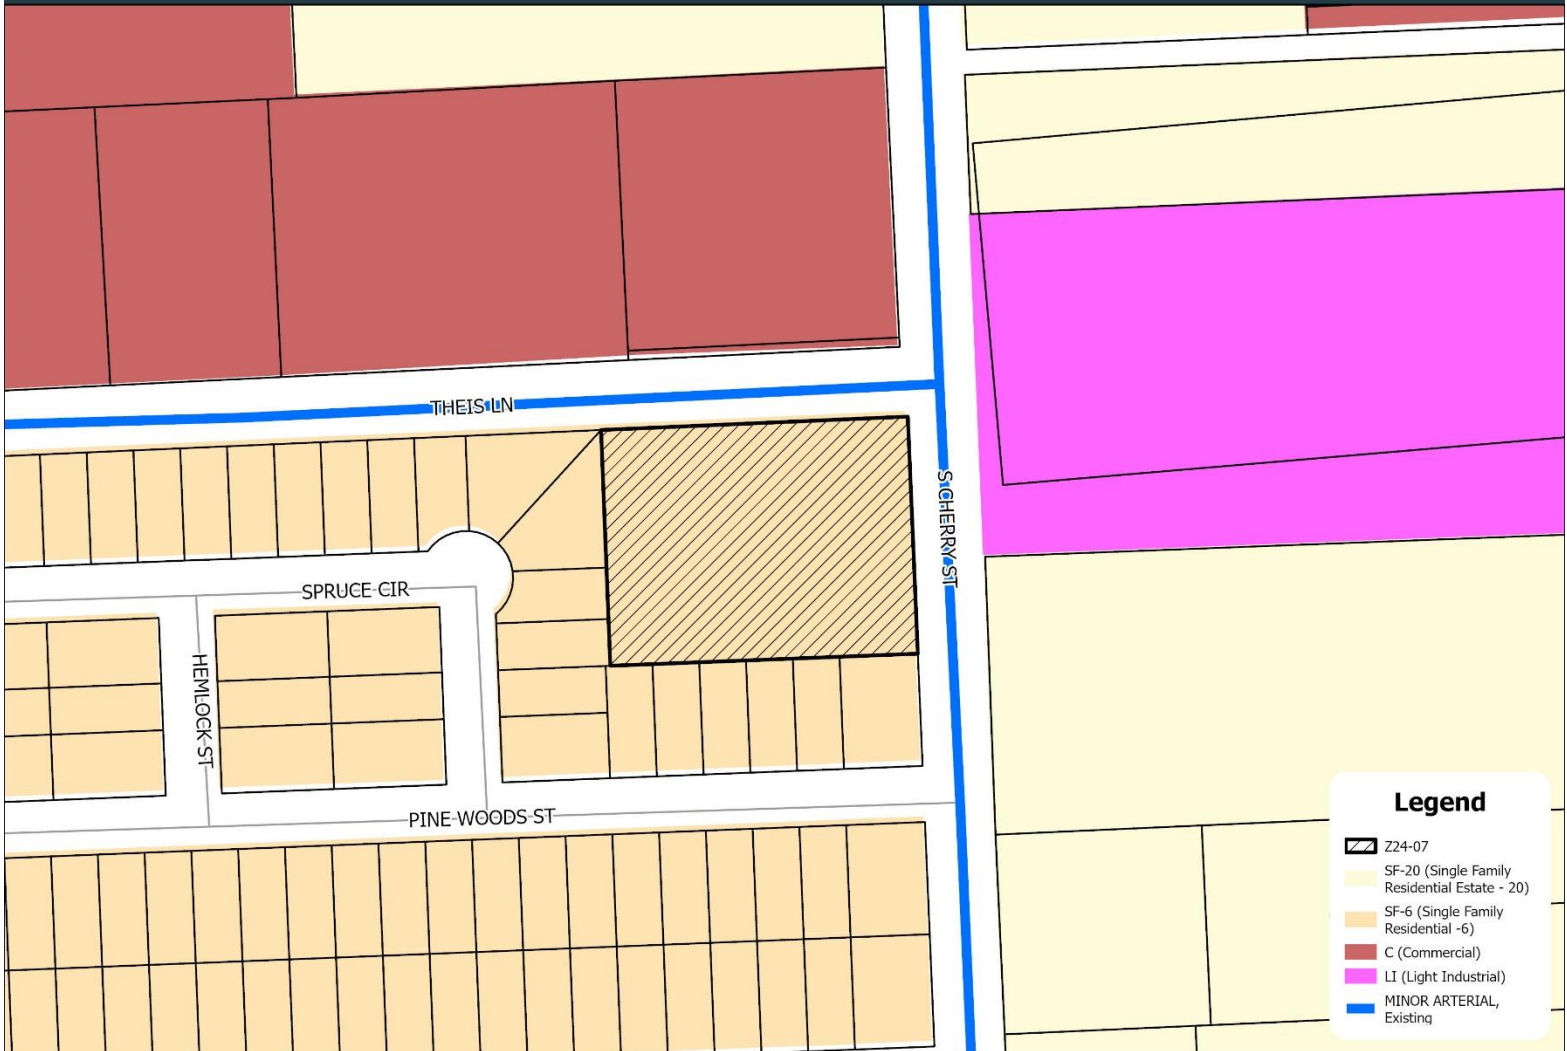 THEIS LN
S CHERRY ST
SPRUCE CIR
HEMLOCK ST
PINE WOODS ST
Legend
Z24-07
SF-20 (Single Family
Residential Estate - 20)
SF-6 (Single Family
Residential -6)
C (Commercial)
LI (Light Industrial)
MINOR ARTERIAL,
Existing